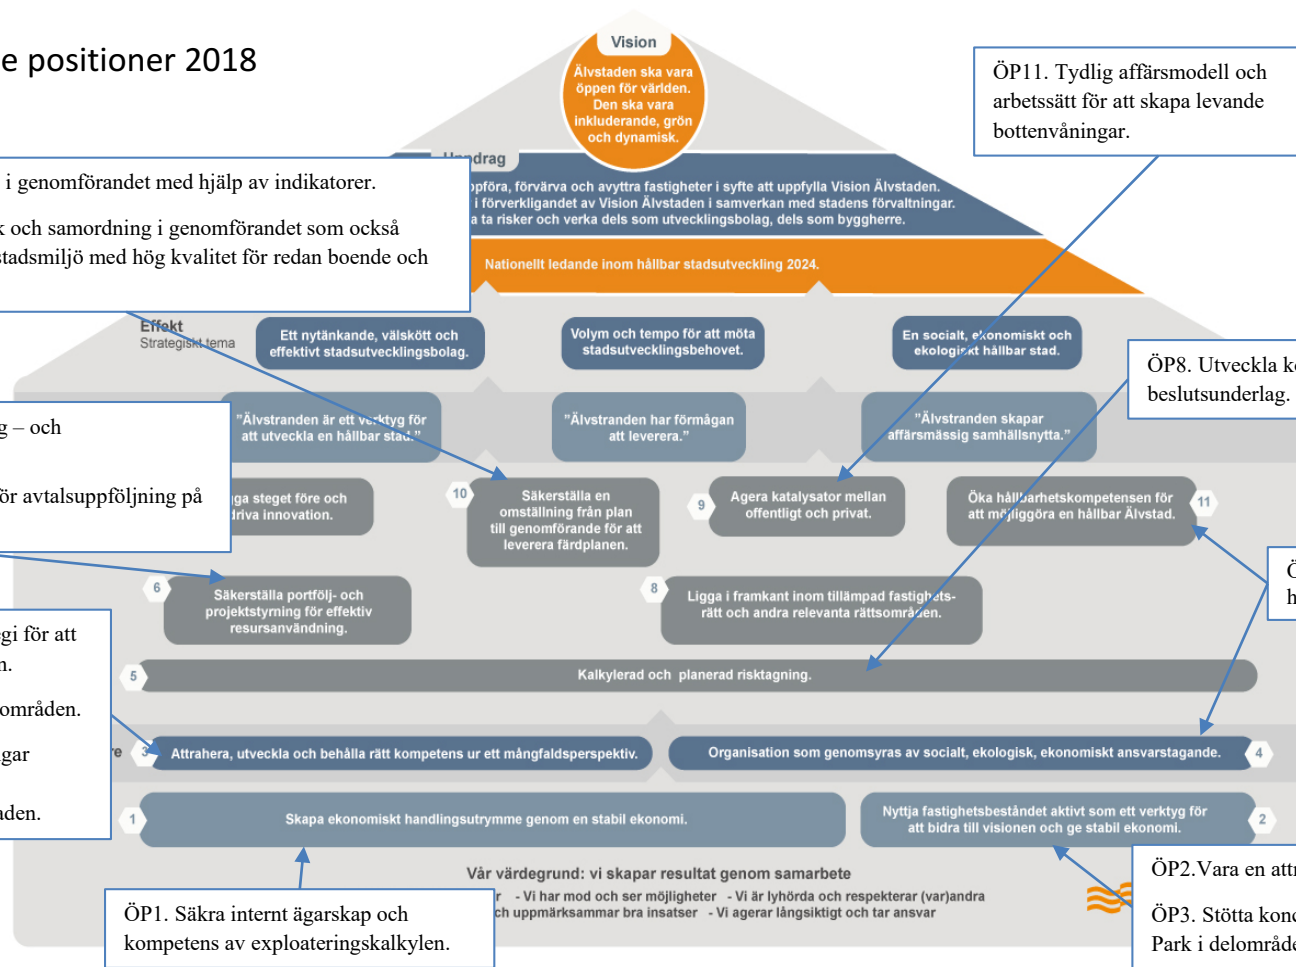 e positioner 2018
Vision
Älvstaden ska vara
öppen för världen.
Den ska vara
inkluderande, grön
och dynamisk.
ÖP11. Tydlig affärsmodell och
arbetssätt för att skapa levande
bottenvåningar.
i genomförandet med hjälp av indikatorer.
k och samordning i genomförandet som också
stadsmiljö med hög kvalitet för redan boende och
pföra, förvärva och avyttra fastigheter i syfte att uppfylla Vision Älvstaden.
i förverkligandet av Vision Älvstaden i samverkan med stadens förvaltningar.
a ta risker och verka dels som utvecklingsbolag, dels som byggherre.
Nationellt ledande inom hållbar stadsutveckling 2024.
Effekt
Strategiskt tema
Ett nytänkande, välskött och
effektivt stadsutvecklingsbolag.
Volym och tempo för att möta
stadsutvecklingsbehovet.
En socialt, ekonomiskt och
ekologiskt hållbar stad.
ÖP8. Utveckla ko
beslutsunderlag.
g – och
ör avtalsuppföljning på
"Älvstranden är ett verktyg för
att utveckla en hållbar stad."
"Älvstranden har förmågan
att leverera."
"Älvstranden skapar
affärsmässig samhällsnytta."
ga steget före och
driva innovation.
10
Säkerställa en
omställning från plan
till genomförande för att
leverera färdplanen.
9
Agera katalysator mellan
offentligt och privat.
Öka hållbarhetskompetensen för
att möjliggöra en hållbar Älvstad.
11
6
Säkerställa portfölj- och
projektstyrning för effektiv
resursanvändning.
8
Ligga i framkant inom tillämpad fastighets-
rätt och andra relevanta rättsområden.
Ö
h
egi för att
n.
områden.
gar
aden.
5
Kalkylerad och planerad risktagning.
re
3
Attrahera, utveckla och behålla rätt kompetens ur ett mångfaldsperspektiv.
Organisation som genomsyras av socialt, ekologisk, ekonomiskt ansvarstagande.
4
1
Skapa ekonomiskt handlingsutrymme genom en stabil ekonomi.
Nyttja fastighetsbeståndet aktivt som ett verktyg för
att bidra till visionen och ge stabil ekonomi.
2
Vår värdegrund: vi skapar resultat genom samarbete
r - Vi har mod och ser möjligheter - Vi är lyhörda och respekterar (var)andra
ch uppmärksammar bra insatser - Vi agerar långsiktigt och tar ansvar
ÖP1. Säkra internt ägarskap och
kompetens av exploateringskalkylen.
ÖP2.Vara en attr
ÖP3. Stötta konc
Park i delområde